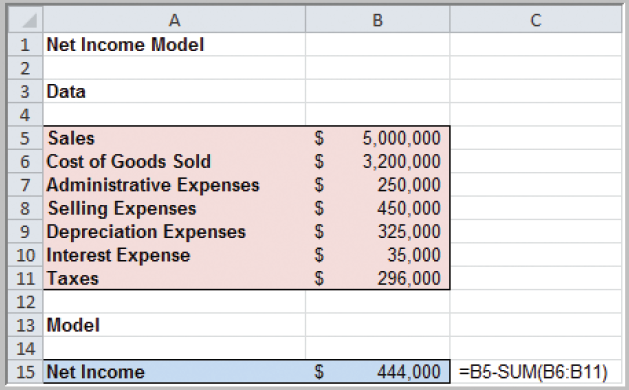 A B C
1 Net Income Model
2
3 Data
4
5 Sales $ 5,000,000
6 Cost of Goods Sold $ 3,200,000
7 Administrative Expenses $ 250,000
8 Selling Expenses $ 450,000
9 Depreciation Expenses $ 325,000
10 Interest Expense $ 35,000
11 Taxes $ 296,000
12
13 Model
14
15 Net Income $ 444,000 =B5-SUM(B6:B11)